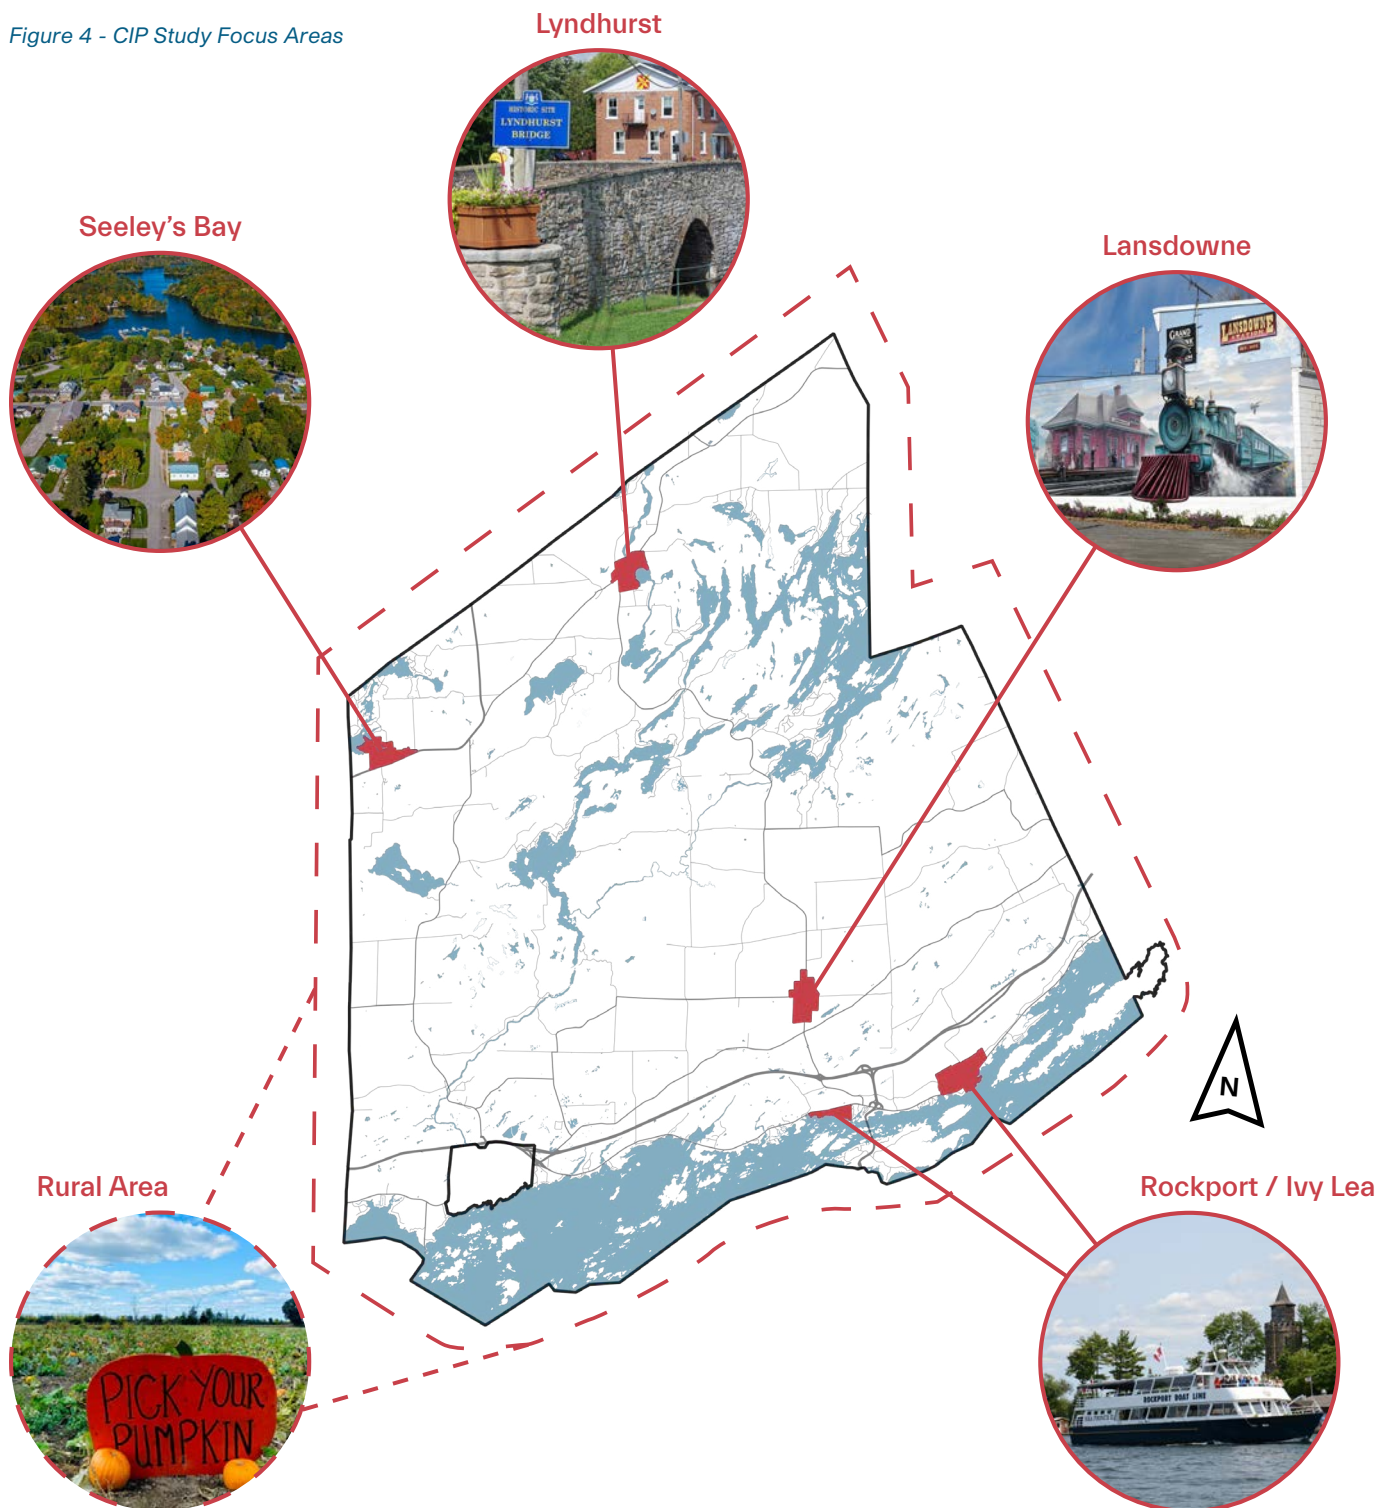 Figure 4 - CIP Study Focus Areas
Lyndhurst
HISTORIC SITE
LYNDHURST
BRIDGE
Seeley's Bay
Lansdowne
GRAND
LANSDOWNE
N
Rural Area
PICK YOUR
PUMPKIN
Rockport / Ivy Lea
ROCKPORT BOAT LINE